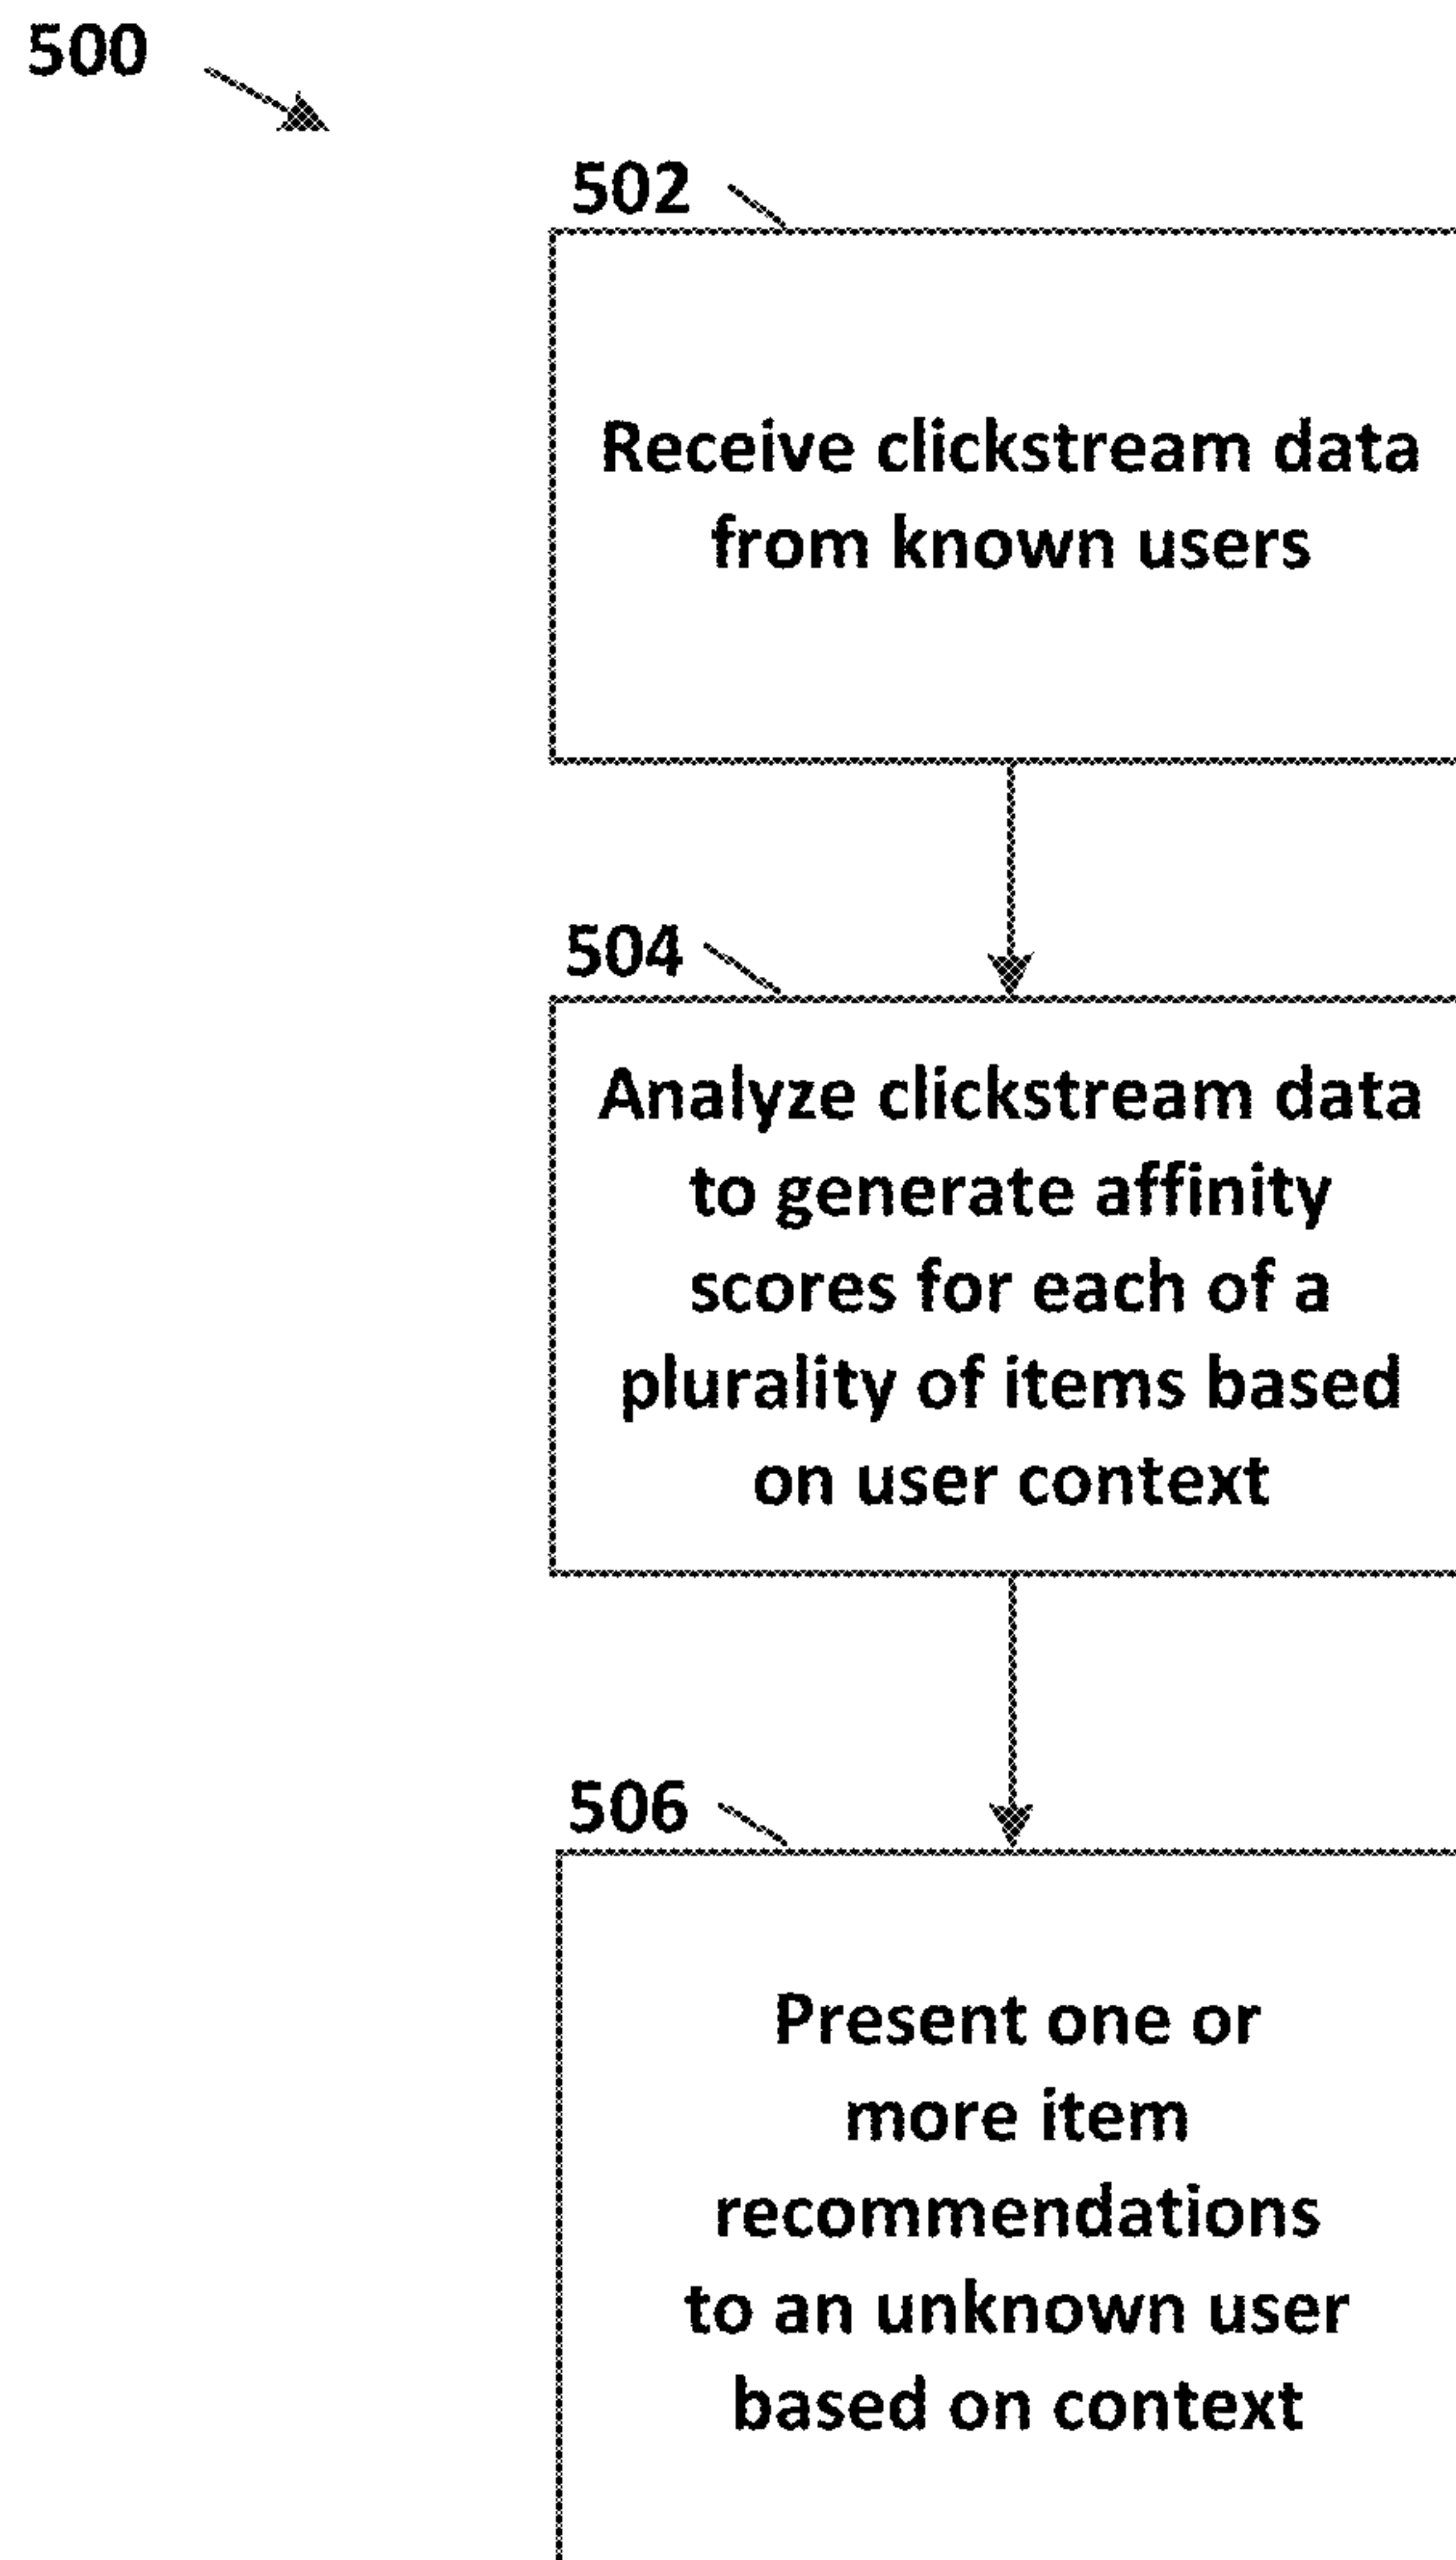 500
502
Receive clickstream data
from known users
504
Analyze clickstream data
to generate affinity
scores for each of a
plurality of items based
on user context
506
Present one or
more item
recommendations
to an unknown user
based on context